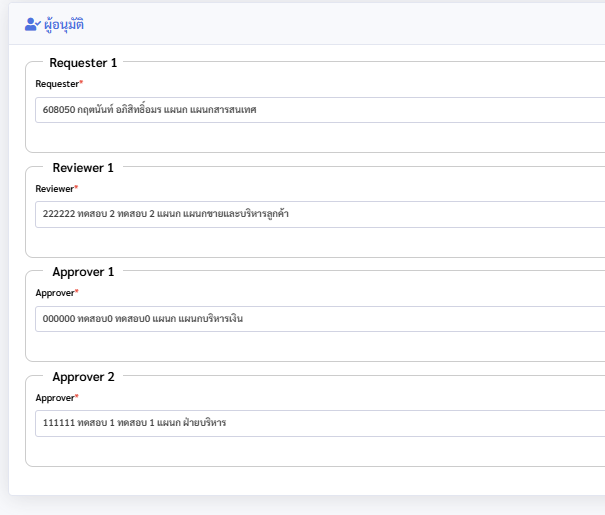 ผู้อนุมัติ
Requester 1
Requester*
608050 กฤตนันท์ อภิสิทธิ์อมร แผนก แผนกสารสนเทศ
Reviewer 1
Reviewer*
222222 ทดสอบ 2 ทดสอบ 2 แผนก แผนกขายและบริหารลูกค้า
Approver 1
Approver*
000000 ทดสอบ0 ทดสอบ0 แผนก แผนกบริหารเงิน
Approver 2
Approver*
111111 ทดสอบ 1 ทดสอบ 1 แผนก ฝ่ายบริหาร